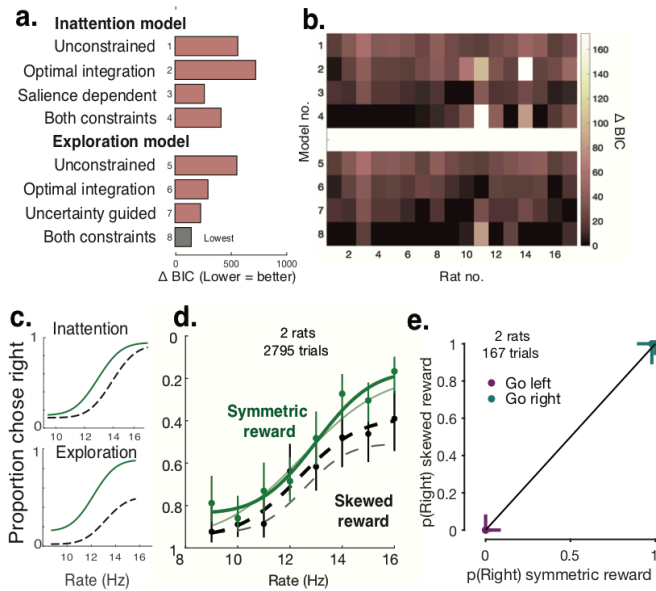 a.
Inattention model
Unconstrained 1
Optimal integration 2
Salience dependent 3
Both constraints 4
Exploration model
Unconstrained 5
Optimal integration 6
Uncertainty guided 7
Both constraints 8 Lowest
0 500 1000
Δ BIC (Lower = better)
b.
Model no.
1
2
3
4
5
6
7
8
2 4 6 8 10 12 14 16
Rat no.
160
140
120
100
80
60
40
20
0
Δ BIC
c.
Inattention
1
0
10 12 14 16
Exploration
1
0
10 12 14 16
Proportion chose right
Rate (Hz)
d.
2 rats
2795 trials
0
0.2
0.4
0.6
0.8
1
Symmetric
reward
Skewed
reward
8 10 12 14 16
Rate (Hz)
e.
2 rats
167 trials
Go left
Go right
p(Right) skewed reward
1
0.8
0.6
0.4
0.2
0
0 0.5 1
p(Right) symmetric reward